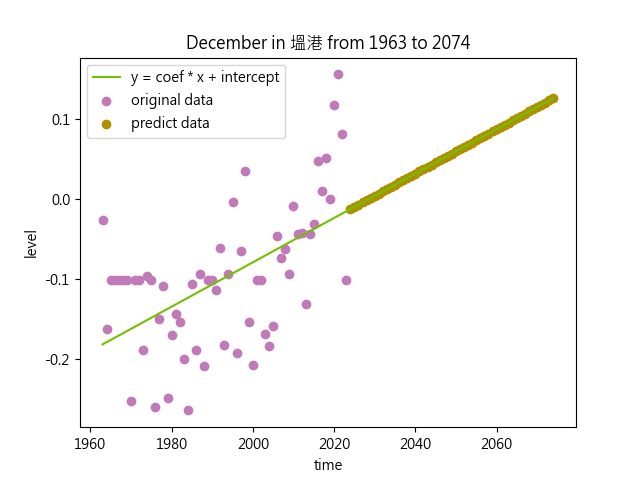 December in 塭港 from 1963 to 2074
y = coef * x + intercept
original data
predict data
0.1
0.0
-0.1
-0.2
level
1960
1980
2000
2020
2040
2060
time